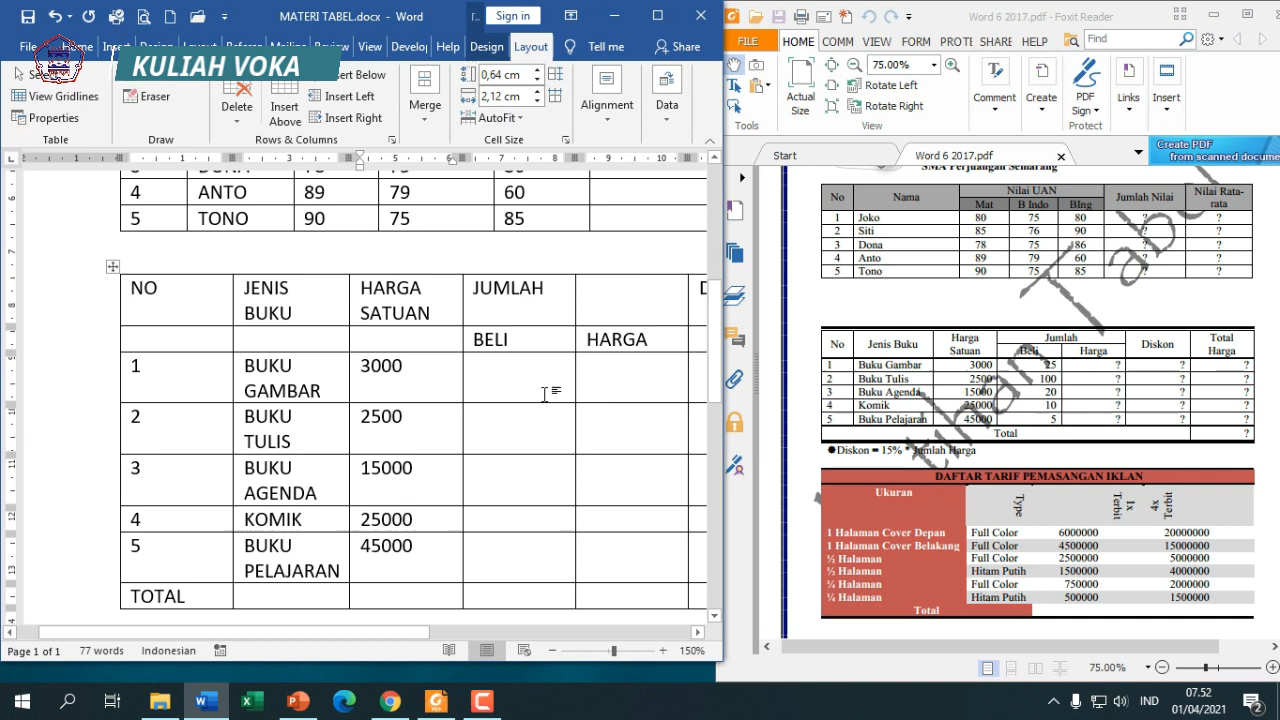 MATERI TABEL.docx - Word
Sign in
File Home Inser Design Layout Referer Mailing Review View Develo Help Design Layout Tell me Share
KULIAH VOKA
Insert Below
View Gridlines
Eraser
Delete
Insert Above
Insert Left
Properties
Insert Right
Merge
0,64 cm
2,12 cm
AutoFit
Alignment
Data
Table
Draw
Rows & Columns
Cell Size
4 ANTO 89 79 60
5 TONO 90 75 85
NO JENIS BUKU HARGA SATUAN JUMLAH D
BELI HARGA
1 BUKU GAMBAR 3000
2 BUKU TULIS 2500
3 BUKU AGENDA 15000
4 KOMIK 25000
5 BUKU PELAJARAN 45000
TOTAL
Page 1 of 1 77 words Indonesian 150%
Word 6 2017.pdf - Foxit Reader
FILE HOME COMM VIEW FORM PROTE SHARE HELP Find
Actual Size
75.00%
Rotate Left
Rotate Right
Comment
Create
PDF Sign
Links
Insert
Tools
View
Protect
Start
Word 6 2017.pdf
Create PDF
from scanned docume
SMA Perjuangan Semarang
No Nama Nilai UAN Jumlah Nilai Nilai Rata-rata
Mat B Indo BIng
1 Joko 80 75 80 ? ?
2 Siti 85 76 90 ? ?
3 Dona 78 75 86 ? ?
4 Anto 89 79 60 ? ?
5 Tono 90 75 85 ? ?
No Jenis Buku Harga Satuan Jumlah Diskon Total Harga
Beli Harga
1 Buku Gambar 3000 25 ? ? ?
2 Buku Tulis 2500 100 ? ? ?
3 Buku Agenda 15000 20 ? ? ?
4 Komik 25000 10 ? ? ?
5 Buku Pelajaran 45000 5 ? ? ?
Total ?
Diskon = 15% * Jumlah Harga
DAFTAR TARIF PEMASANGAN IKLAN
Ukuran Type 1x Terbit 4x Terbit
1 Halaman Cover Depan Full Color 6000000 20000000
1 Halaman Cover Belakang Full Color 4500000 15000000
½ Halaman Full Color 2500000 5000000
½ Halaman Hitam Putih 1500000 4000000
¼ Halaman Full Color 750000 2000000
¼ Halaman Hitam Putih 500000 1500000
Total
75.00%
IND
07.52
01/04/2021
2